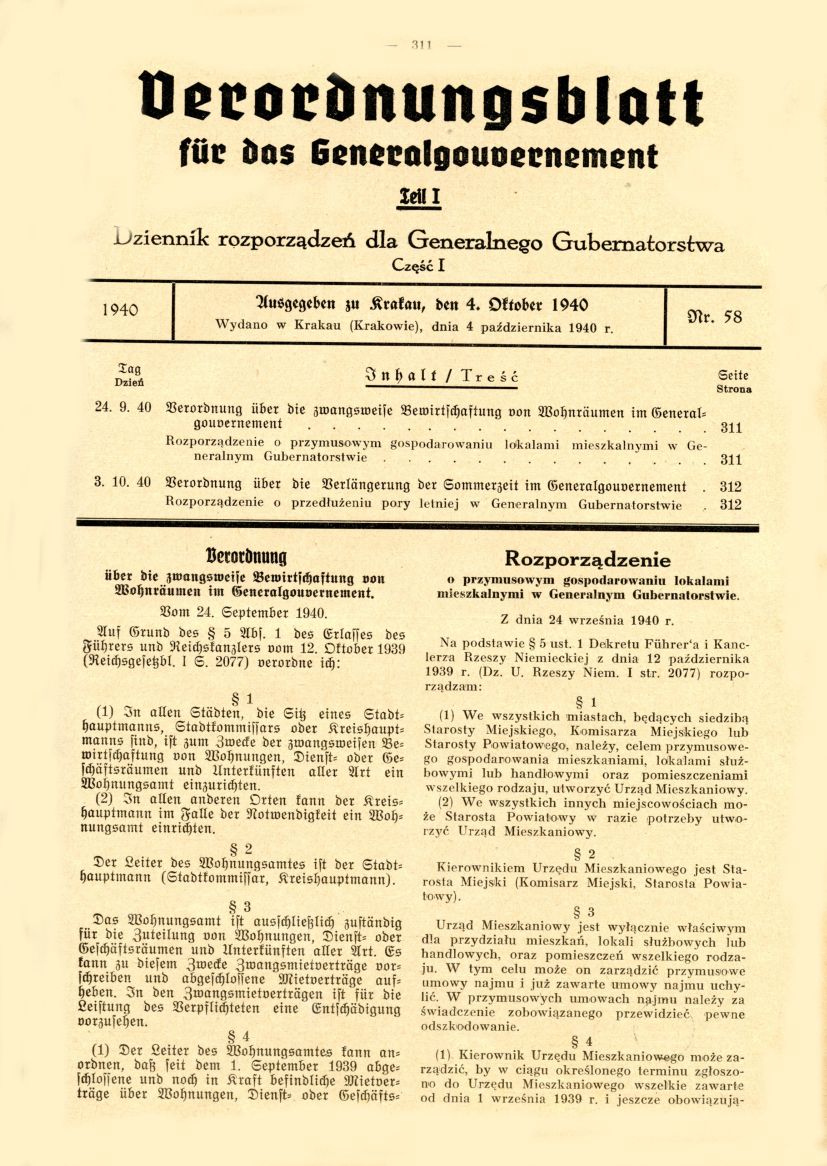 — 311 —
Verordnungsblatt
für das Generalgouvernement
Teil I
Dziennik rozporządzeń dla Generalnego Gubernatorstwa
Część I
1940
Ausgegeben zu Krakau, den 4. Oktober 1940
Wydano w Krakau (Krakowie), dnia 4 października 1940 r.
Nr. 58
Tag
Dzień
Inhalt / Treść
Seite
Strona
24. 9. 40 Verordnung über die zwangsweise Bewirtschaftung von Wohnräumen im General-
gouvernement . . . . . . . . . . . . . . . 311
Rozporządzenie o przymusowym gospodarowaniu lokalami mieszkalnymi w Ge-
neralnym Gubernatorstwie . . . . . . . . . . . . . 311
3. 10. 40 Verordnung über die Verlängerung der Sommerzeit im Generalgouvernement . 312
Rozporządzenie o przedłużeniu pory letniej w Generalnym Gubernatorstwie . 312
Verordnung
über die zwangsweise Bewirtschaftung von
Wohnräumen im Generalgouvernement.
Vom 24. September 1940.
Auf Grund des § 5 Abs. 1 des Erlasses des
Führers und Reichskanzlers vom 12. Oktober 1939
(Reichsgesetzbl. I S. 2077) verordne ich:
§ 1
(1) In allen Städten, die Sitz eines Stadt-
hauptmanns, Stadtkommissars oder Kreishaupt-
manns sind, ist zum Zwecke der zwangsweisen Be-
wirtschaftung von Wohnungen, Dienst- oder Ge-
schäftsräumen und Unterkünften aller Art ein
Wohnungsamt einzurichten.
(2) In allen anderen Orten kann der Kreis-
hauptmann im Falle der Notwendigkeit ein Woh-
nungsamt einrichten.
§ 2
Der Leiter des Wohnungsamtes ist der Stadt-
hauptmann (Stadtkommissar, Kreishauptmann).
§ 3
Das Wohnungsamt ist ausschließlich zuständig
für die Zuteilung von Wohnungen, Dienst- oder
Geschäftsräumen und Unterkünften aller Art. Es
kann zu diesem Zwecke Zwangsmietverträge vor-
schreiben und abgeschlossene Mietverträge auf-
heben. In den Zwangsmietverträgen ist für die
Leistung des Verpflichteten eine Entschädigung
vorzusehen.
§ 4
(1) Der Leiter des Wohnungsamtes kann an-
ordnen, daß seit dem 1. September 1939 abge-
schlossene und noch in Kraft befindliche Mietver-
träge über Wohnungen, Dienst- oder Geschäfts-
Rozporządzenie
o przymusowym gospodarowaniu lokalami
mieszkalnymi w Generalnym Gubernatorstwie.
Z dnia 24 września 1940 r.
Na podstawie § 5 ust. 1 Dekretu Führer'a i Kanc-
lerza Rzeszy Niemieckiej z dnia 12 października
1939 r. (Dz. U. Rzeszy Niem. I str. 2077) rozpo-
rządzam:
§ 1
(1) We wszystkich miastach, będących siedzibą
Starosty Miejskiego, Komisarza Miejskiego lub
Starosty Powiatowego, należy, celem przymusowe-
go gospodarowania mieszkaniami, lokalami służ-
bowymi lub handlowymi oraz pomieszczeniami
wszelkiego rodzaju, utworzyć Urząd Mieszkaniowy.
(2) We wszystkich innych miejscowościach mo-
że Starosta Powiatowy w razie potrzeby utwo-
rzyć Urząd Mieszkaniowy.
§ 2
Kierownikiem Urzędu Mieszkaniowego jest Sta-
rosta Miejski (Komisarz Miejski, Starosta Powia-
towy).
§ 3
Urząd Mieszkaniowy jest wyłącznie właściwym
dla przydziału mieszkań, lokali służbowych lub
handlowych, oraz pomieszczeń wszelkiego rodza-
ju. W tym celu może on zarządzić przymusowe
umowy najmu i już zawarte umowy najmu uchy-
lić. W przymusowych umowach najmu należy za
świadczenie zobowiązanego przewidzieć pewne
odszkodowanie.
§ 4
(1) Kierownik Urzędu Mieszkaniowego może za-
rządzić, by w ciągu określonego terminu zgłoszo-
no do Urzędu Mieszkaniowego wszelkie zawarte
od dnia 1 września 1939 r. i jeszcze obowiązują-